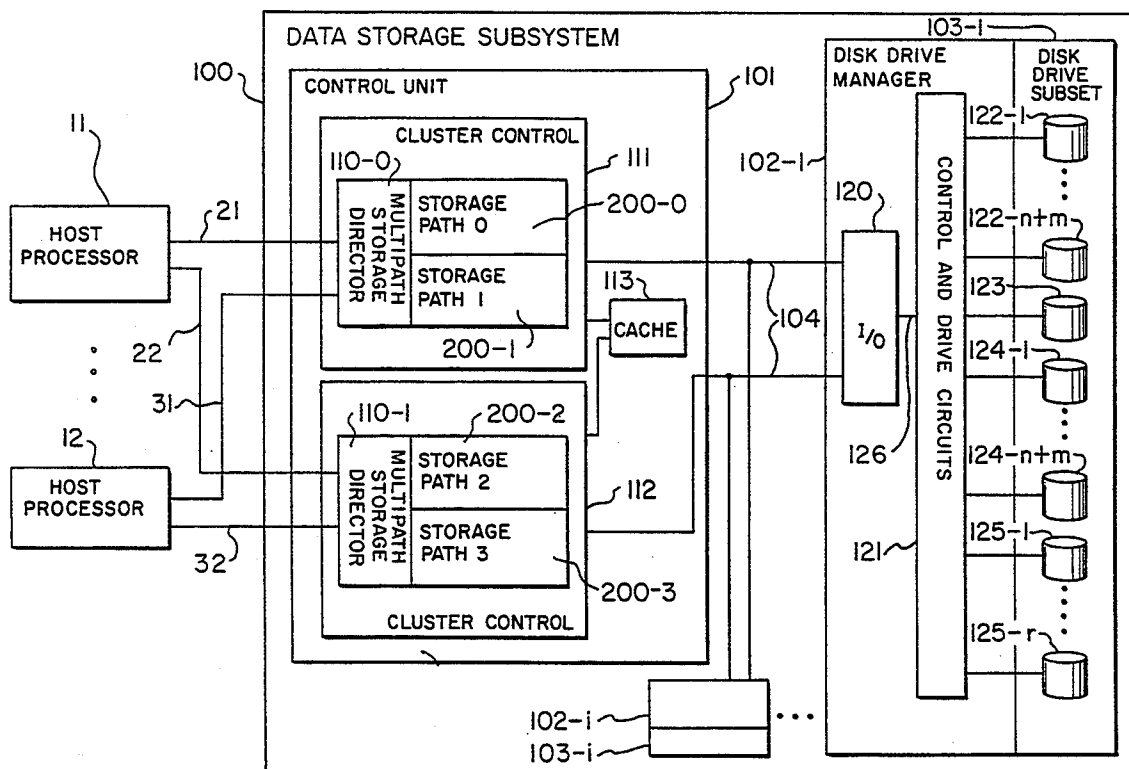 DATA STORAGE SUBSYSTEM
100
CONTROL UNIT
101
CLUSTER CONTROL
111
110-0
MULTIPATH
STORAGE
DIRECTOR
STORAGE
PATH 0
200-0
STORAGE
PATH 1
200-1
113
CACHE
11
HOST
PROCESSOR
21
22
31
12
HOST
PROCESSOR
32
110-1
MULTIPATH
STORAGE
DIRECTOR
200-2
STORAGE
PATH 2
112
STORAGE
PATH 3
200-3
CLUSTER CONTROL
104
102-i
103-i
103-1
DISK DRIVE
MANAGER
DISK
DRIVE
SUBSET
102-1
120
I/O
126
121
CONTROL AND DRIVE CIRCUITS
122-1
122-n+m
123
124-1
124-n+m
125-1
125-r